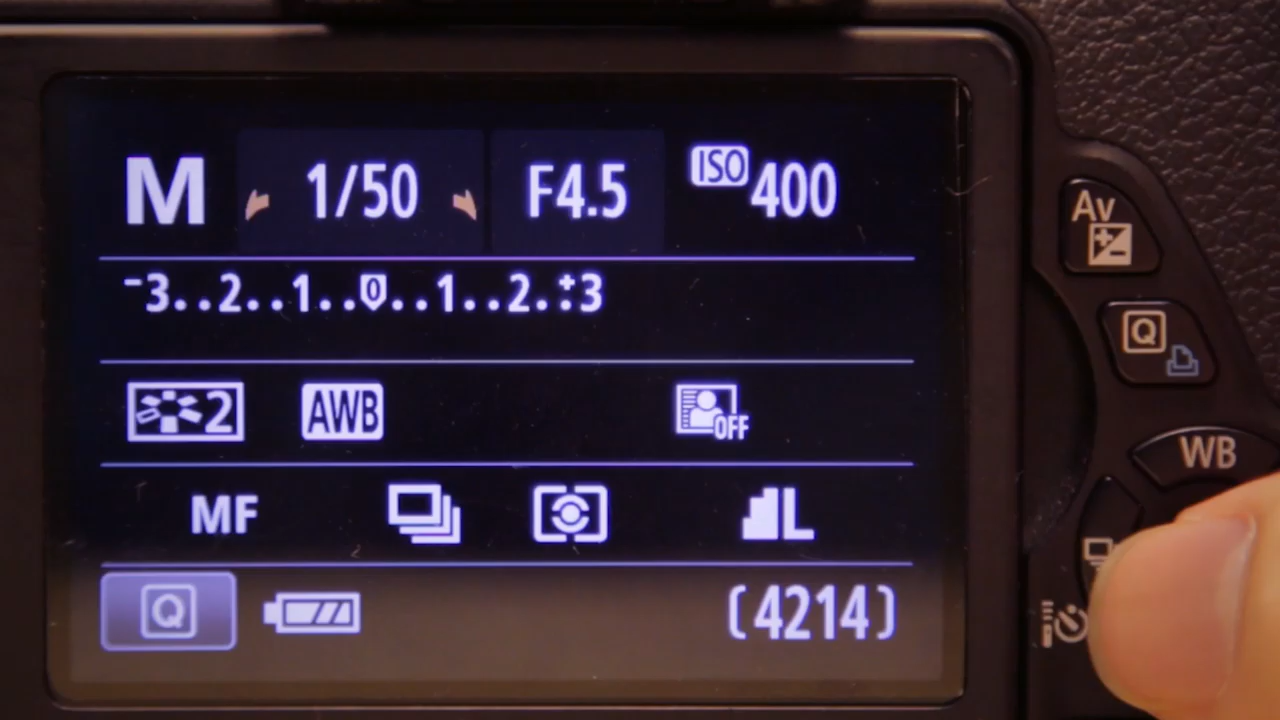 M 1/50 F4.5 ISO 400
-3..2..1..0..1..2.:+3
2 AWB OFF
MF L
Q (4214)
Av
Q
WB